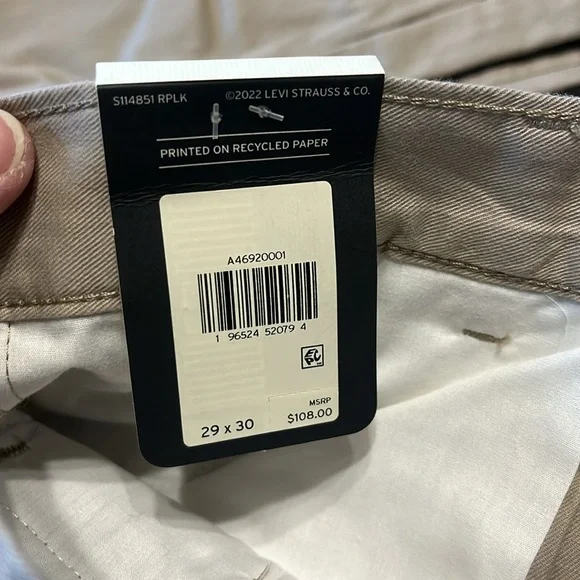 S114851 RPLK ©2022 LEVI STRAUSS & CO.
PRINTED ON RECYCLED PAPER
A46920001
1 96524 52079 4
EPC
MSRP
29 x 30 $108.00